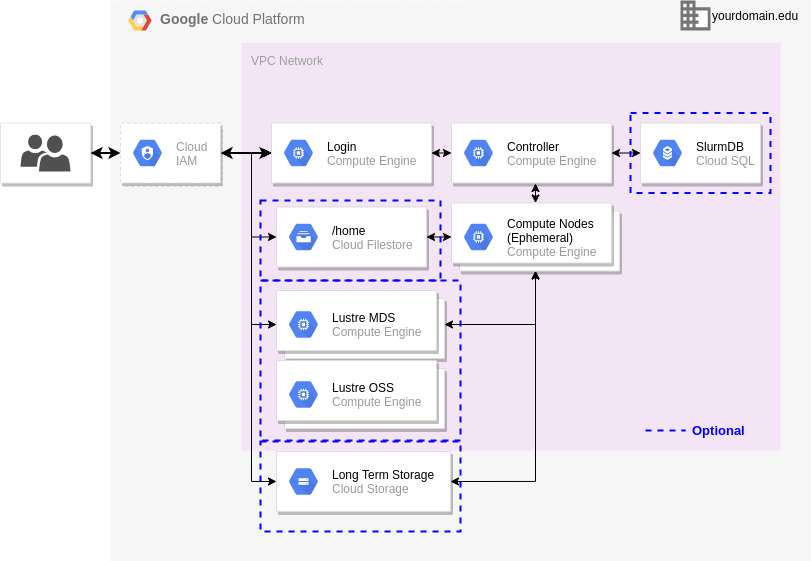 Google Cloud Platform
yourdomain.edu
VPC Network
Cloud
IAM
Login
Compute Engine
Controller
Compute Engine
SlurmDB
Cloud SQL
/home
Cloud Filestore
Compute Nodes
(Ephemeral)
Compute Engine
Lustre MDS
Compute Engine
Lustre OSS
Compute Engine
Optional
Long Term Storage
Cloud Storage